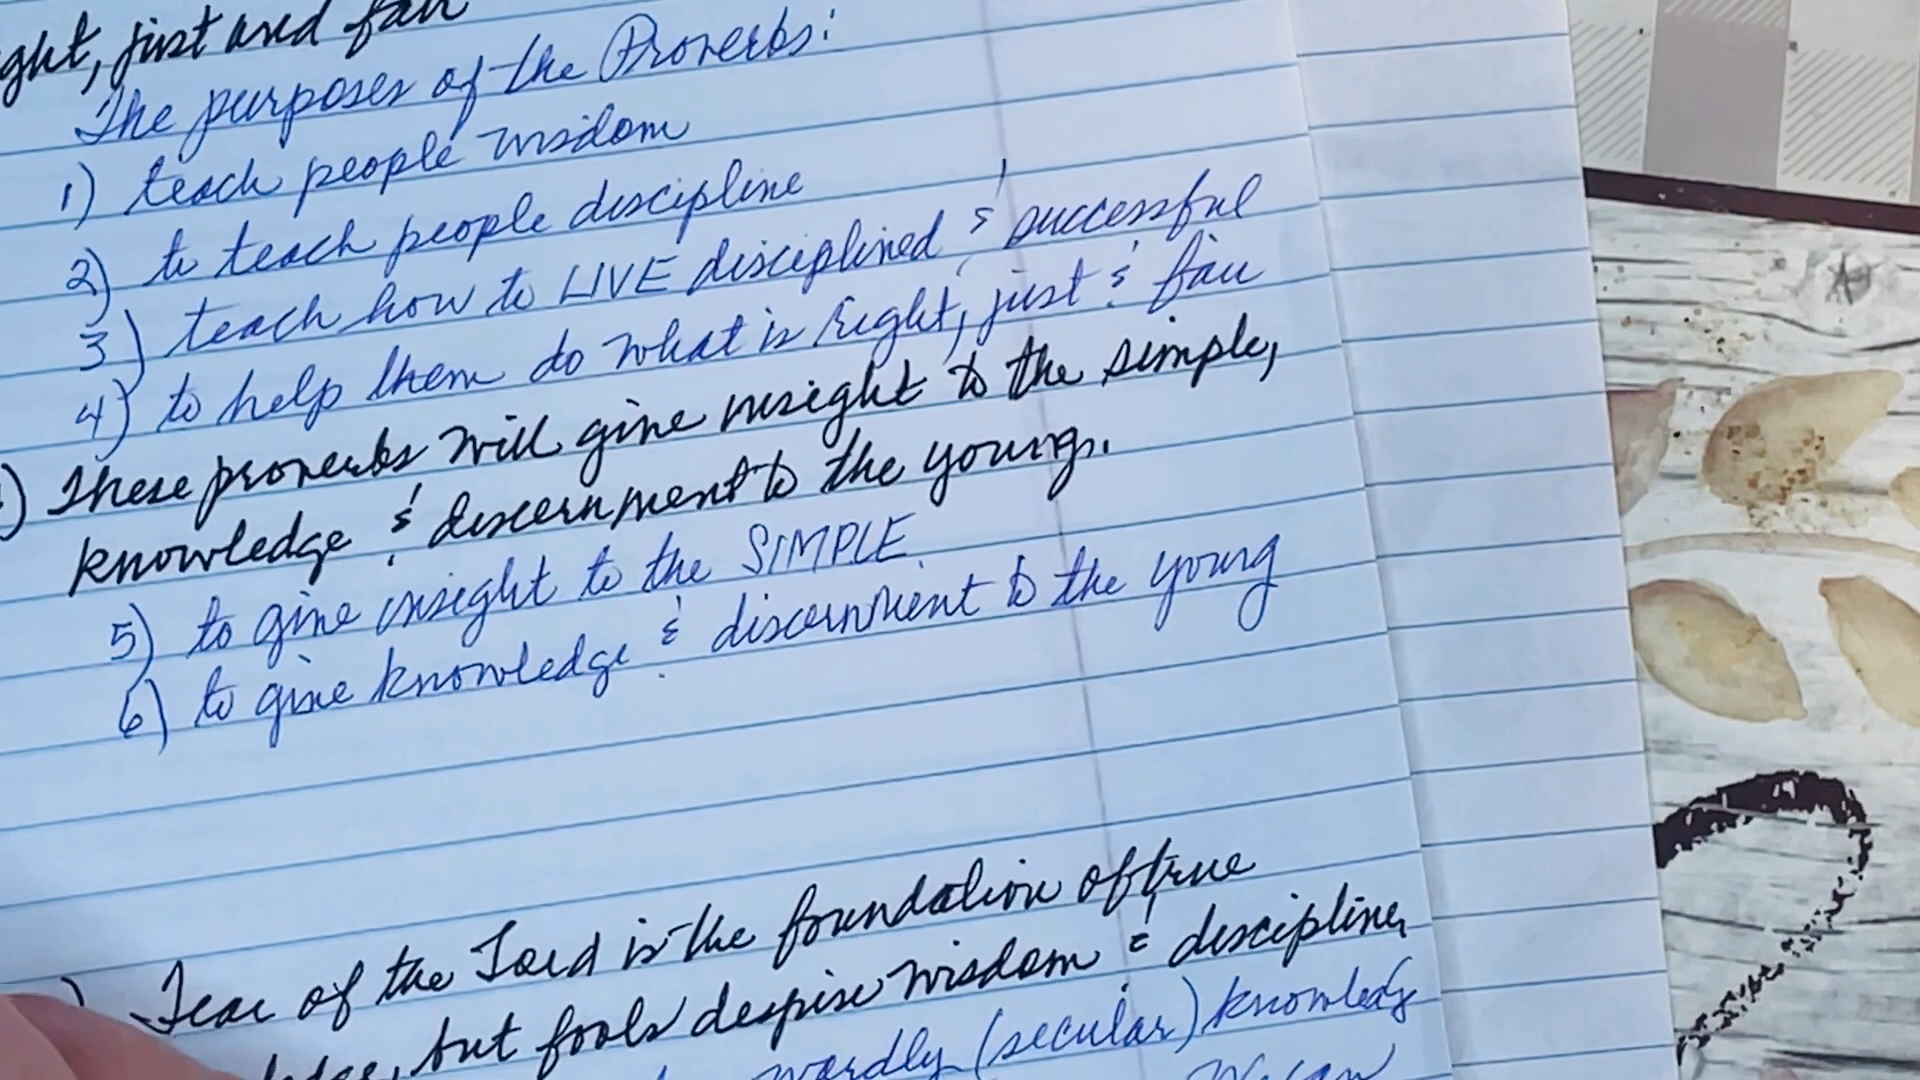 ght, just and fair
The purposes of the Proverbs:
1) teach people wisdom
2) to teach people discipline
3) teach how to LIVE disciplined & successful
4) to help them do what is right, just & fair
) These proverbs will give insight to the simple,
knowledge & discernment to the young.
5) to give insight to the SIMPLE
6) to give knowledge & discernment to the young
) Fear of the Lord is the foundation of true
ledge, but fools despise wisdom & discipline,
wordly (secular) knowledge